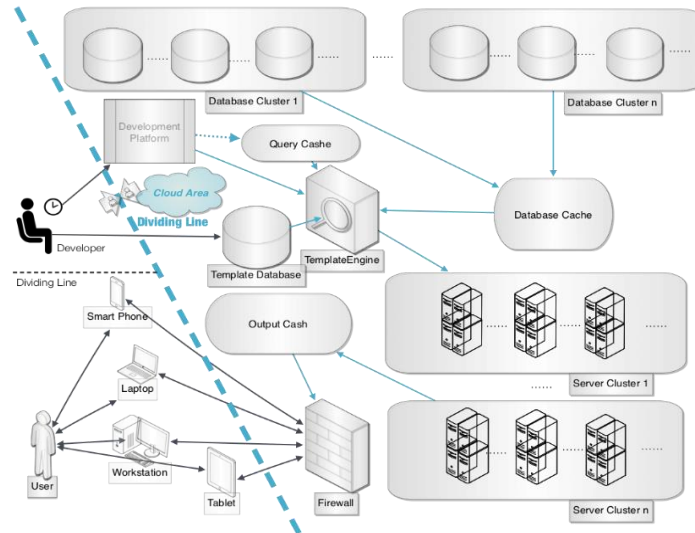 Database Cluster 1
Database Cluster n
Development
Platform
Query Cashe
Cloud Area
Dividing Line
Database Cache
Developer
Template Database
TemplateEngine
Dividing Line
Smart Phone
Output Cash
Laptop
Server Cluster 1
Workstation
User
Tablet
Firewall
Server Cluster n